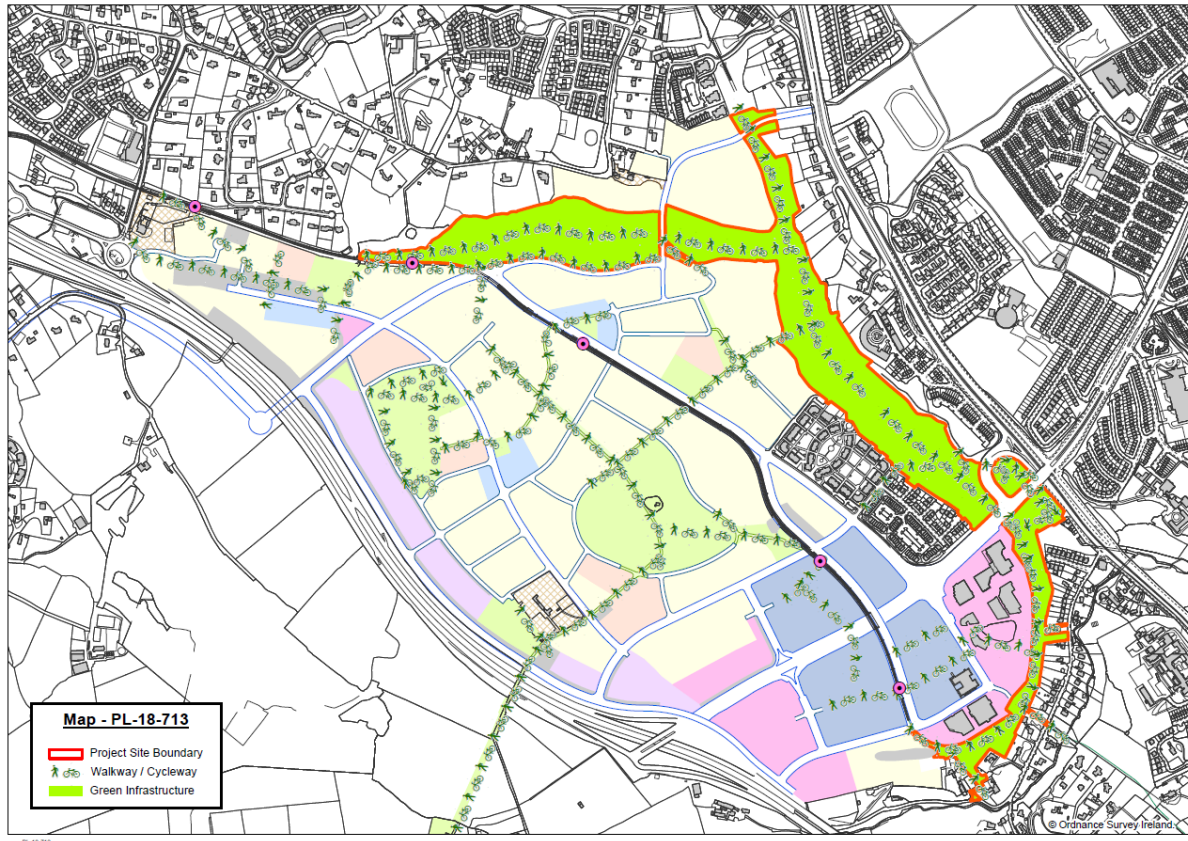 Map - PL-18-713
Project Site Boundary
Walkway / Cycleway
Green Infrastructure
© Ordnance Survey Ireland.